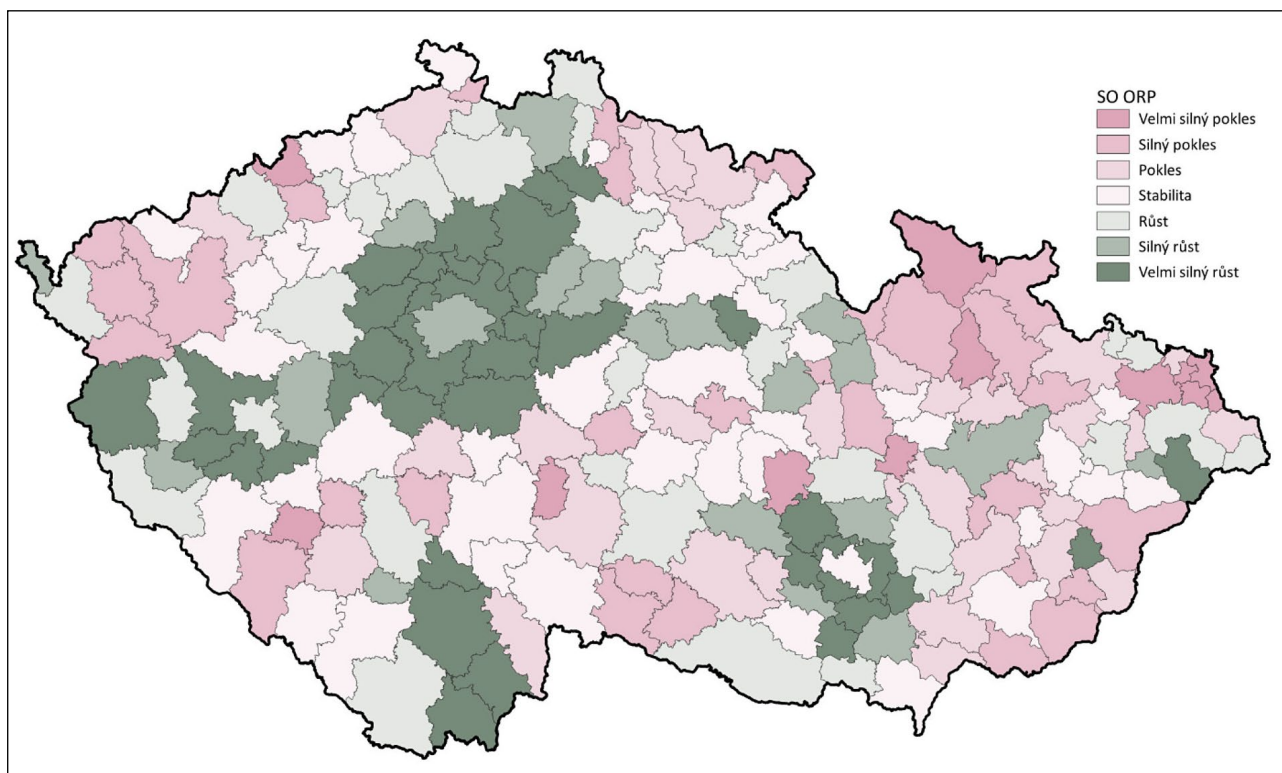 SO ORP
Velmi silný pokles
Silný pokles
Pokles
Stabilita
Růst
Silný růst
Velmi silný růst